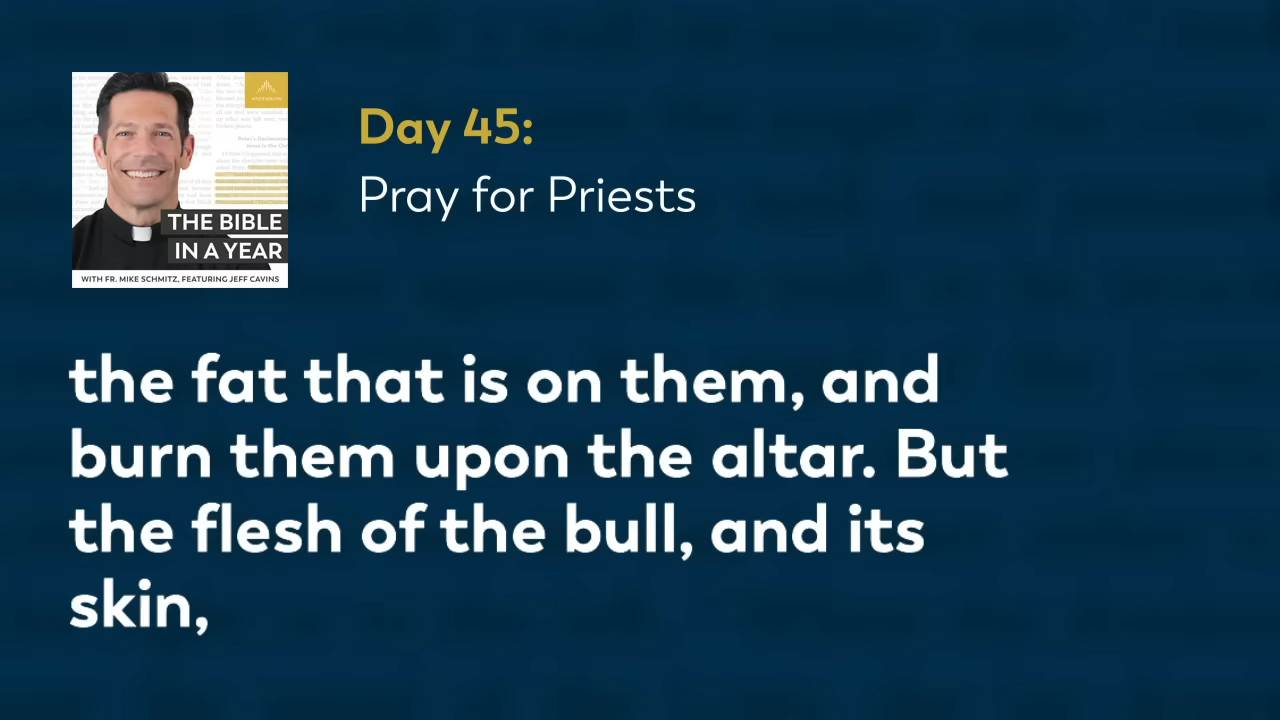 THE BIBLE
IN A YEAR
WITH FR. MIKE SCHMITZ, FEATURING JEFF CAVINS
Day 45:
Pray for Priests
the fat that is on them, and
burn them upon the altar. But
the flesh of the bull, and its
skin,